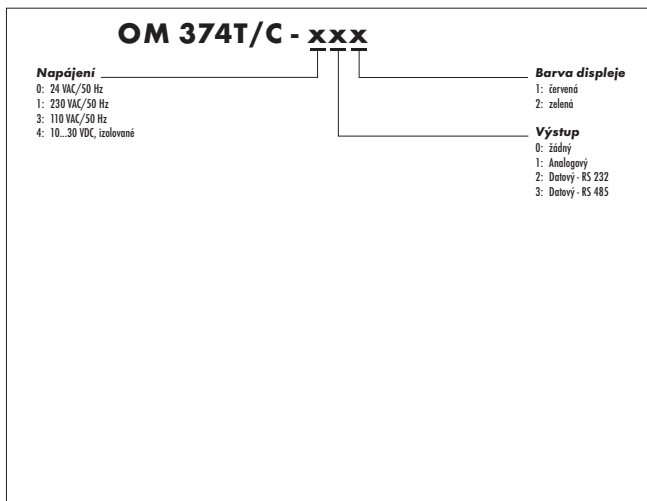 OM 374T/C - xxx
Napájení
0: 24 VAC/50 Hz
1: 230 VAC/50 Hz
3: 110 VAC/50 Hz
4: 10...30 VDC, izolované
Barva displeje
1: červená
2: zelená
Výstup
0: žádný
1: Analogový
2: Datový - RS 232
3: Datový - RS 485